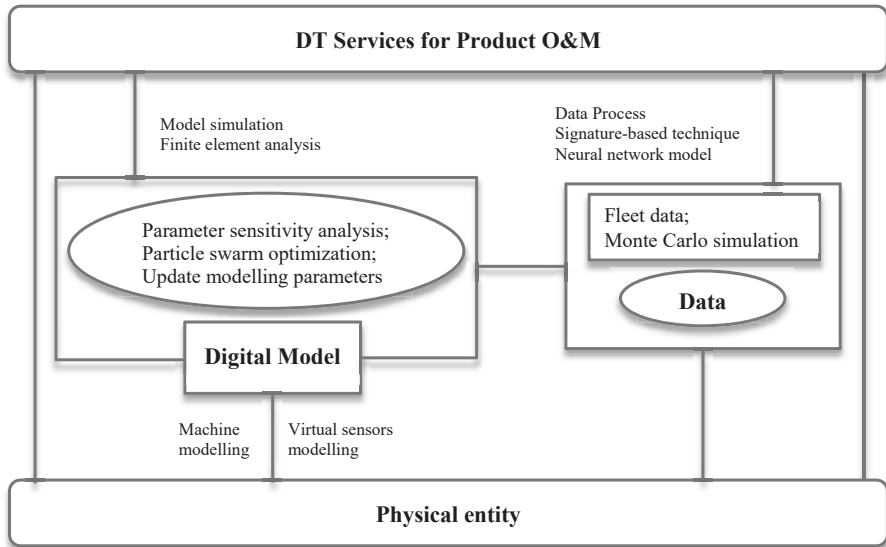 DT Services for Product O&M
Model simulation
Finite element analysis
Data Process
Signature-based technique
Neural network model
Parameter sensitivity analysis;
Particle swarm optimization;
Update modelling parameters
Fleet data;
Monte Carlo simulation
Data
Digital Model
Machine
modelling
Virtual sensors
modelling
Physical entity